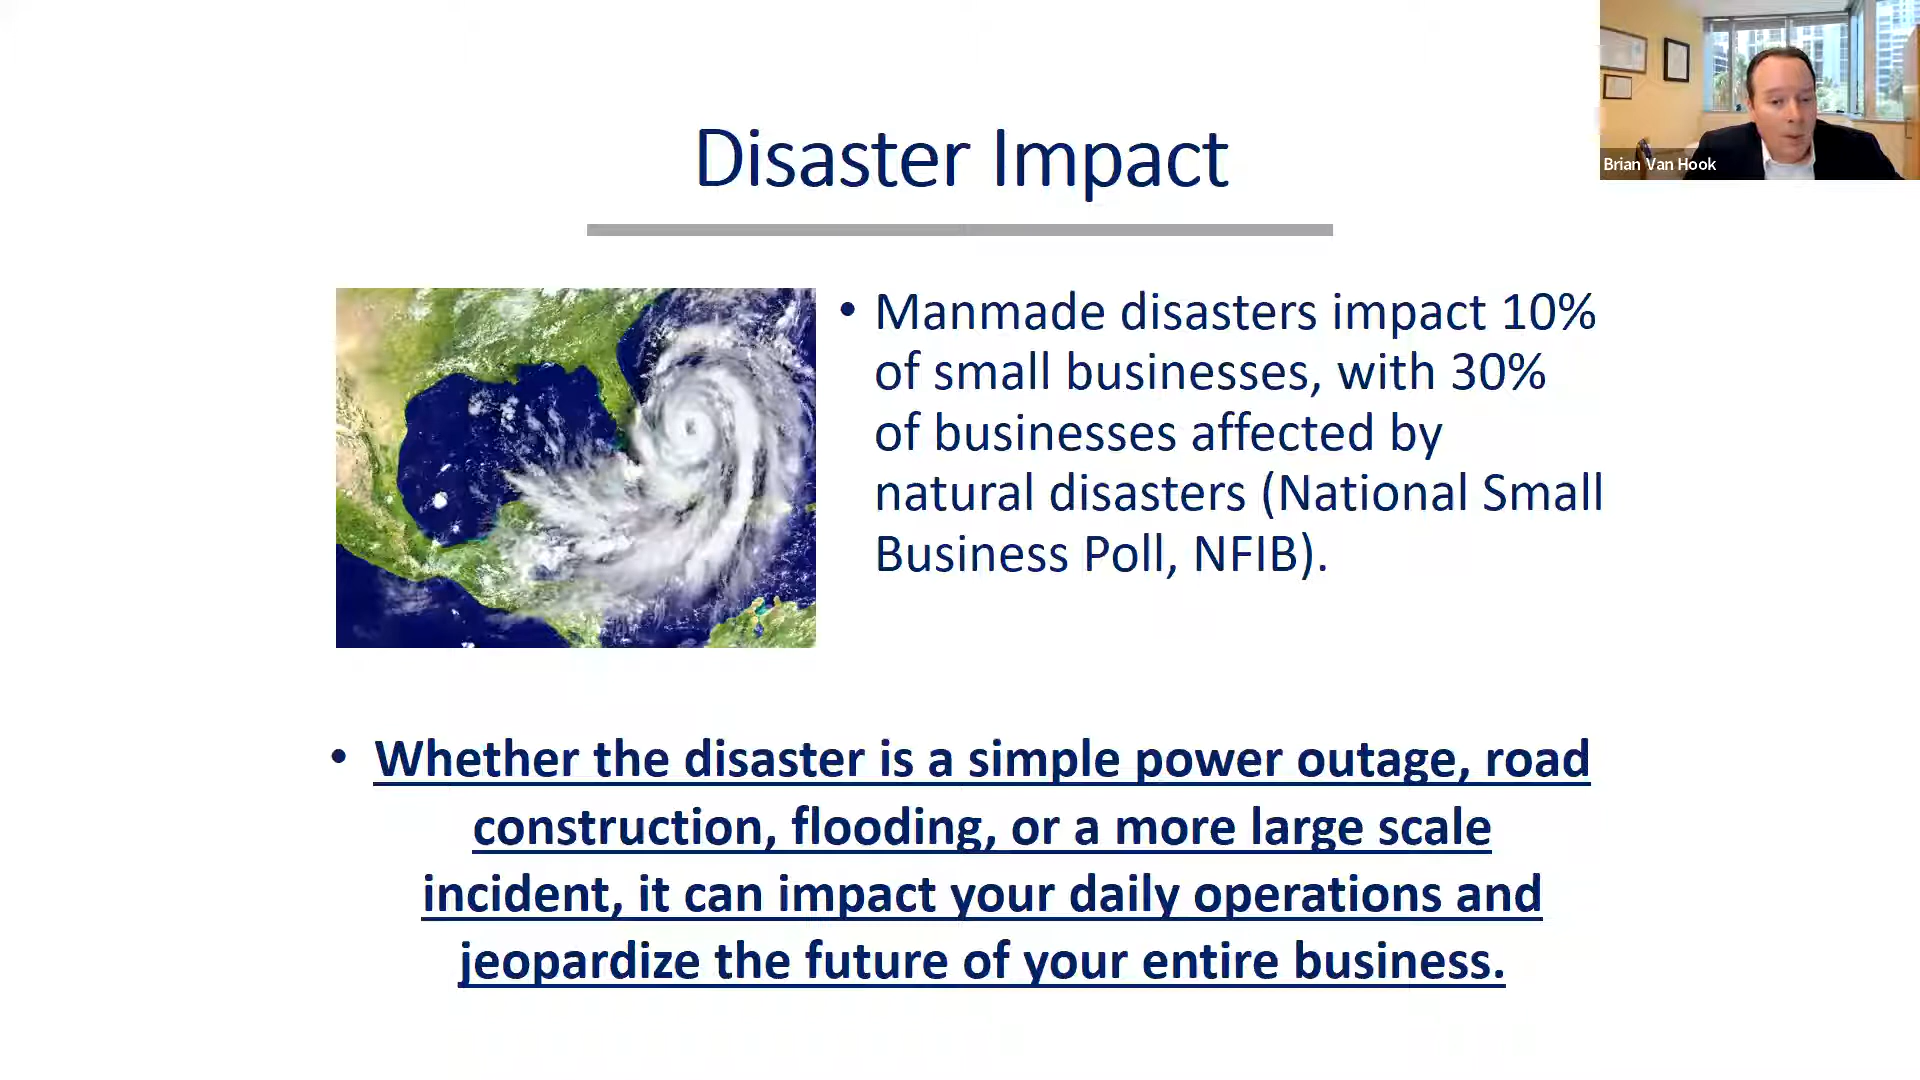 Disaster Impact
Brian Van Hook
• Manmade disasters impact 10%
of small businesses, with 30%
of businesses affected by
natural disasters (National Small
Business Poll, NFIB).
• Whether the disaster is a simple power outage, road
construction, flooding, or a more large scale
incident, it can impact your daily operations and
jeopardize the future of your entire business.